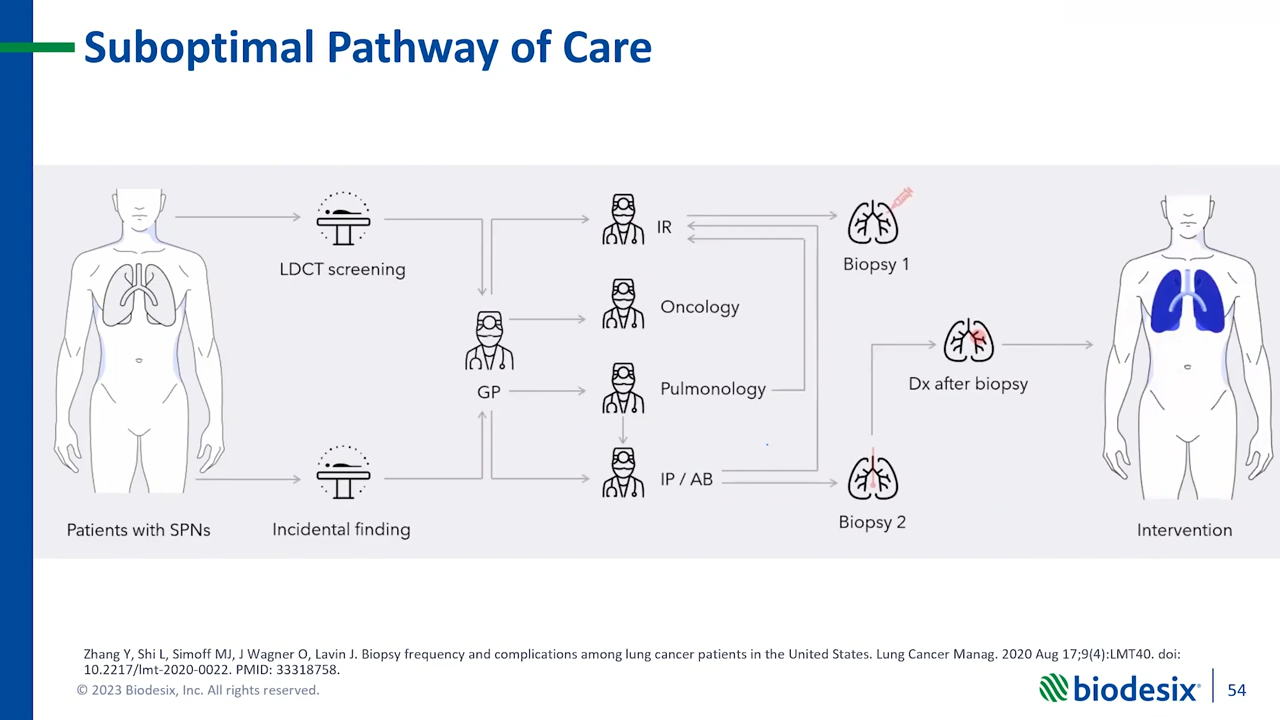 Suboptimal Pathway of Care
LDCT screening
IR
Biopsy 1
Oncology
GP
Pulmonology
Dx after biopsy
IP / AB
Patients with SPNs
Incidental finding
Biopsy 2
Intervention
Zhang Y, Shi L, Simoff MJ, J Wagner O, Lavin J. Biopsy frequency and complications among lung cancer patients in the United States. Lung Cancer Manag. 2020 Aug 17;9(4):LMT40. doi:
10.2217/lmt-2020-0022. PMID: 33318758.
© 2023 Biodesix, Inc. All rights reserved.
biodesix®
54